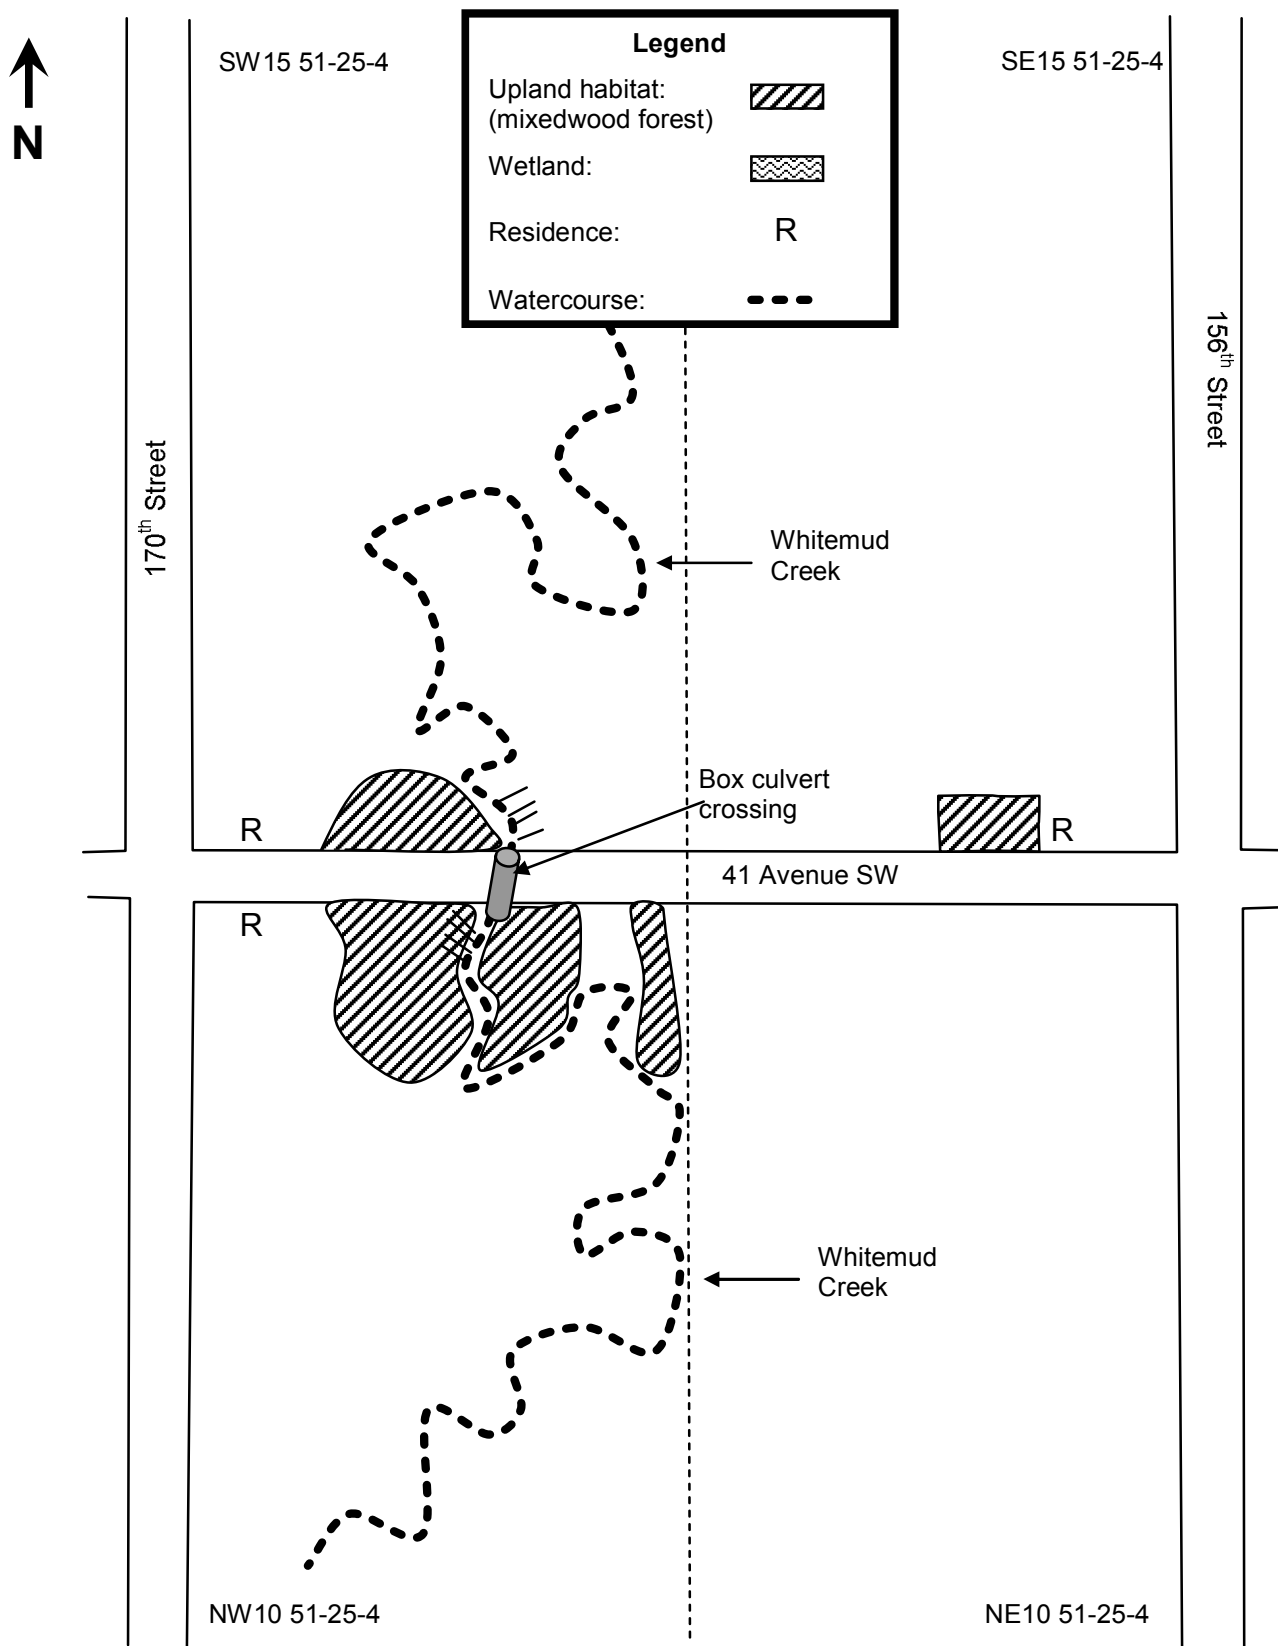 SW15 51-25-4
Legend
SE15 51-25-4
Upland habitat:
(mixedwood forest)
N
Wetland:
Residence: R
Watercourse:
156th Street
170th Street
Whitemud
Creek
Box culvert
crossing
R
R
41 Avenue SW
R
Whitemud
Creek
NW10 51-25-4
NE10 51-25-4